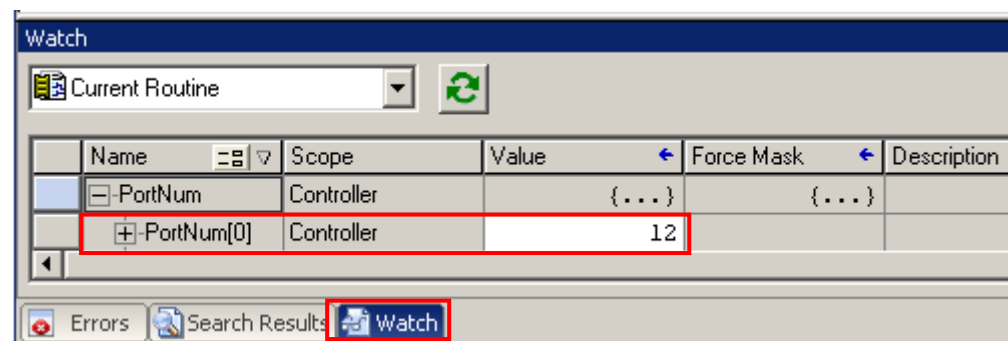 Watch
Current Routine
Name Scope Value Force Mask Description
PortNum Controller {...} {...}
PortNum[0] Controller 12
Errors Search Results Watch